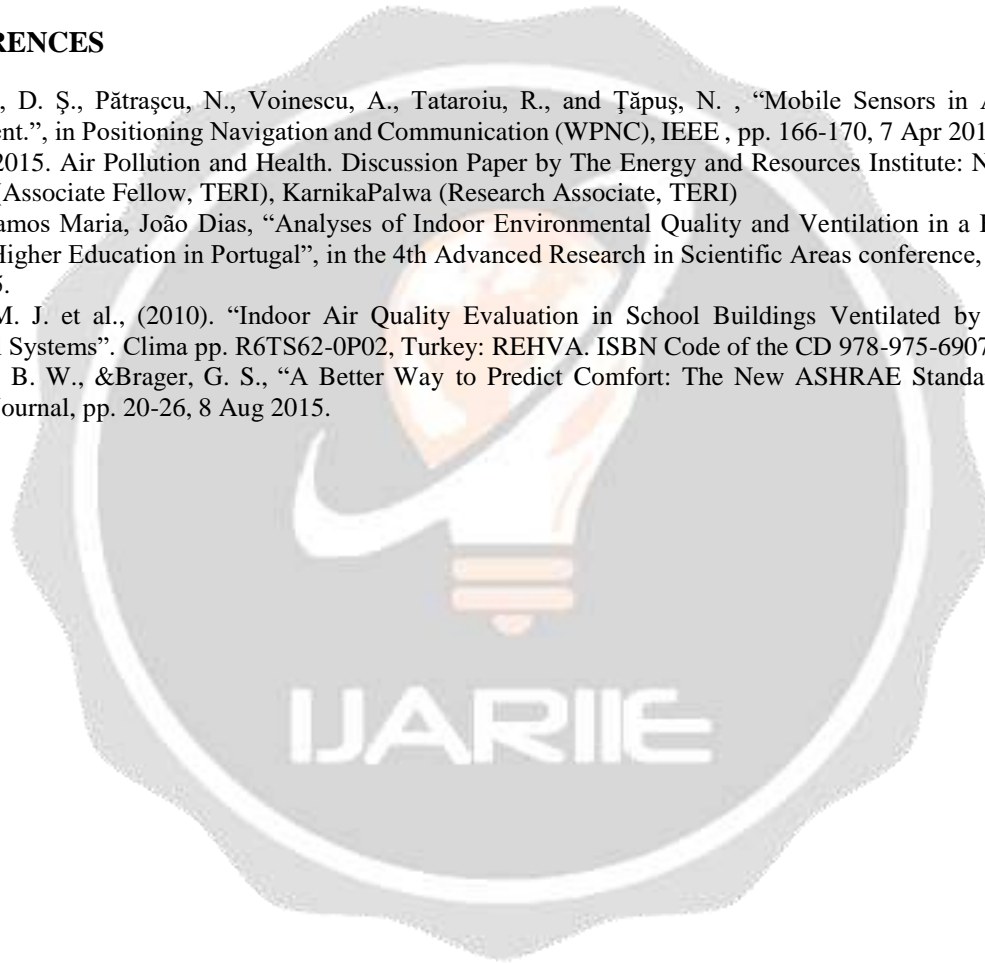 RENCES
, D. Ş., Pătraşcu, N., Voinescu, A., Tataroiu, R., and Ţăpuş, N. , “Mobile Sensors in
ent.”, in Positioning Navigation and Communication (WPNC), IEEE , pp. 166-170, 7 Apr 201
2015. Air Pollution and Health. Discussion Paper by The Energy and Resources Institute: N
(Associate Fellow, TERI), KarnikaPalwa (Research Associate, TERI)
amos Maria, João Dias, “Analyses of Indoor Environmental Quality and Ventilation in a
Higher Education in Portugal”, in the 4th Advanced Research in Scientific Areas conference,
5.
M. J. et al., (2010). “Indoor Air Quality Evaluation in School Buildings Ventilated by
Systems”. Clima pp. R6TS62-0P02, Turkey: REHVA. ISBN Code of the CD 978-975-6907
B. W., &Brager, G. S., “A Better Way to Predict Comfort: The New ASHRAE Standa
Journal, pp. 20-26, 8 Aug 2015.
IJARIIE